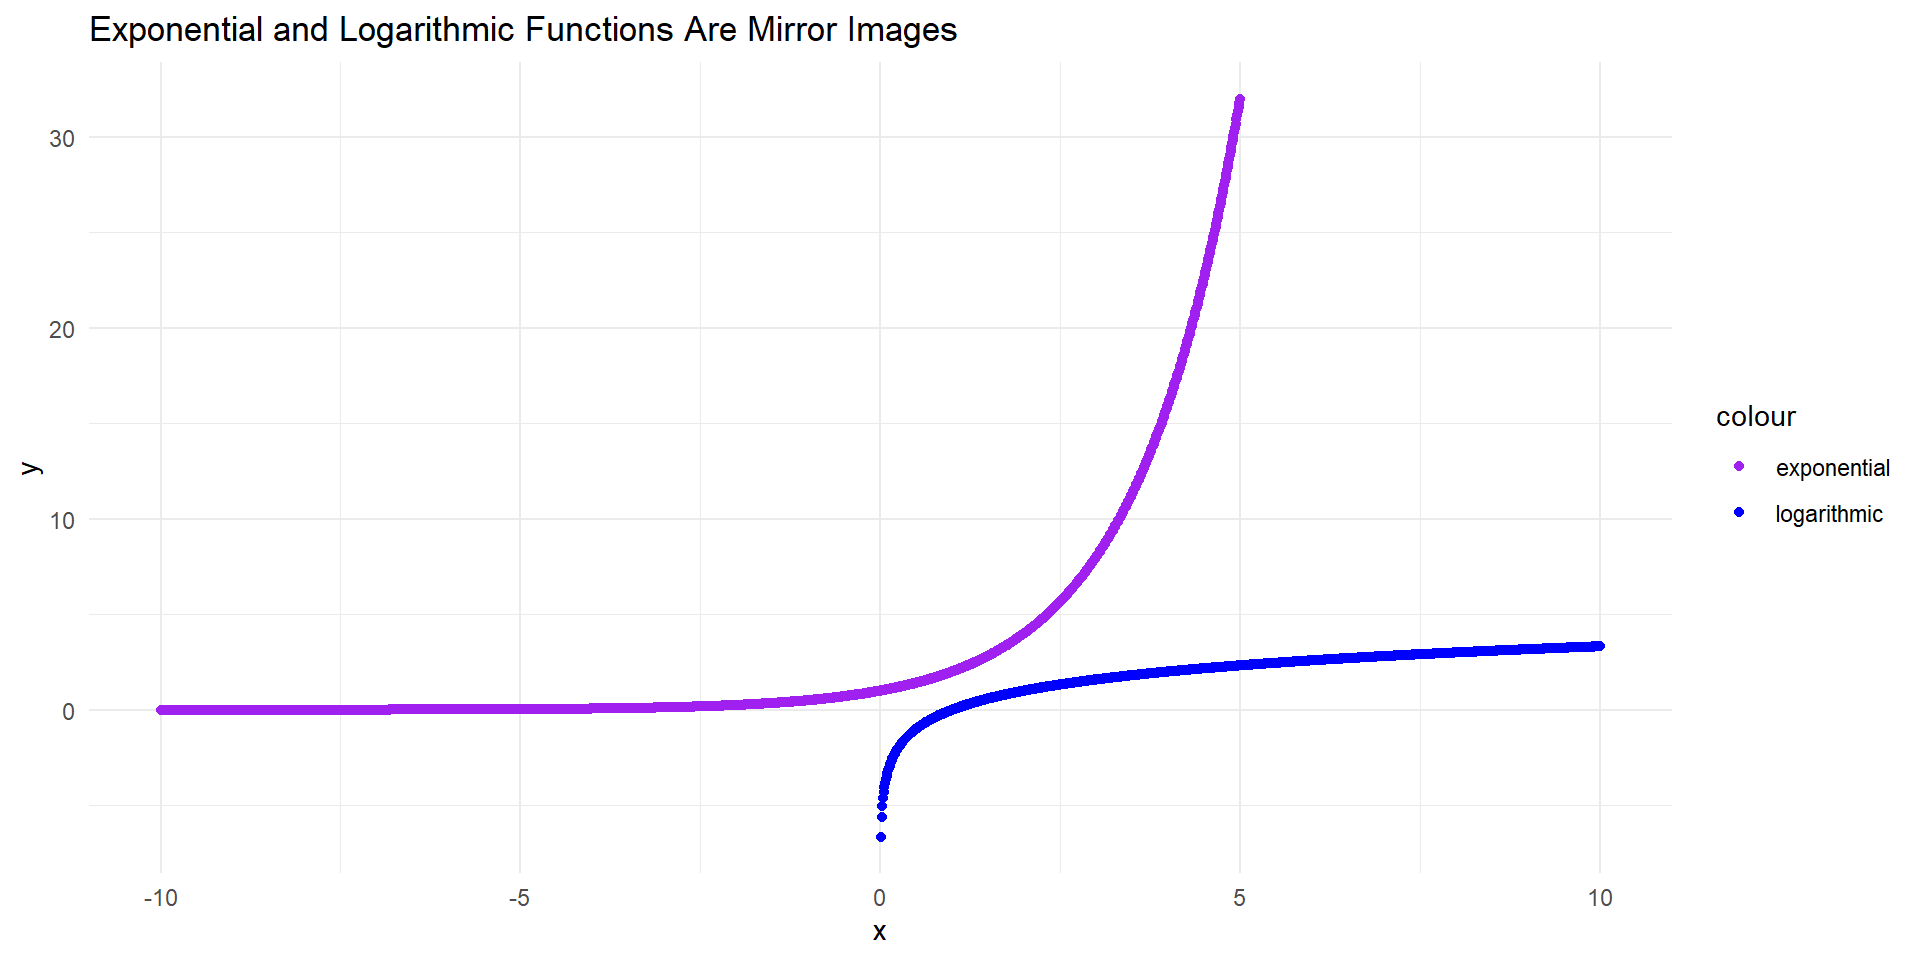 Exponential and Logarithmic Functions Are Mirror Images
30
20
10
0
y
-10 -5 0 5 10
x
colour
exponential
logarithmic